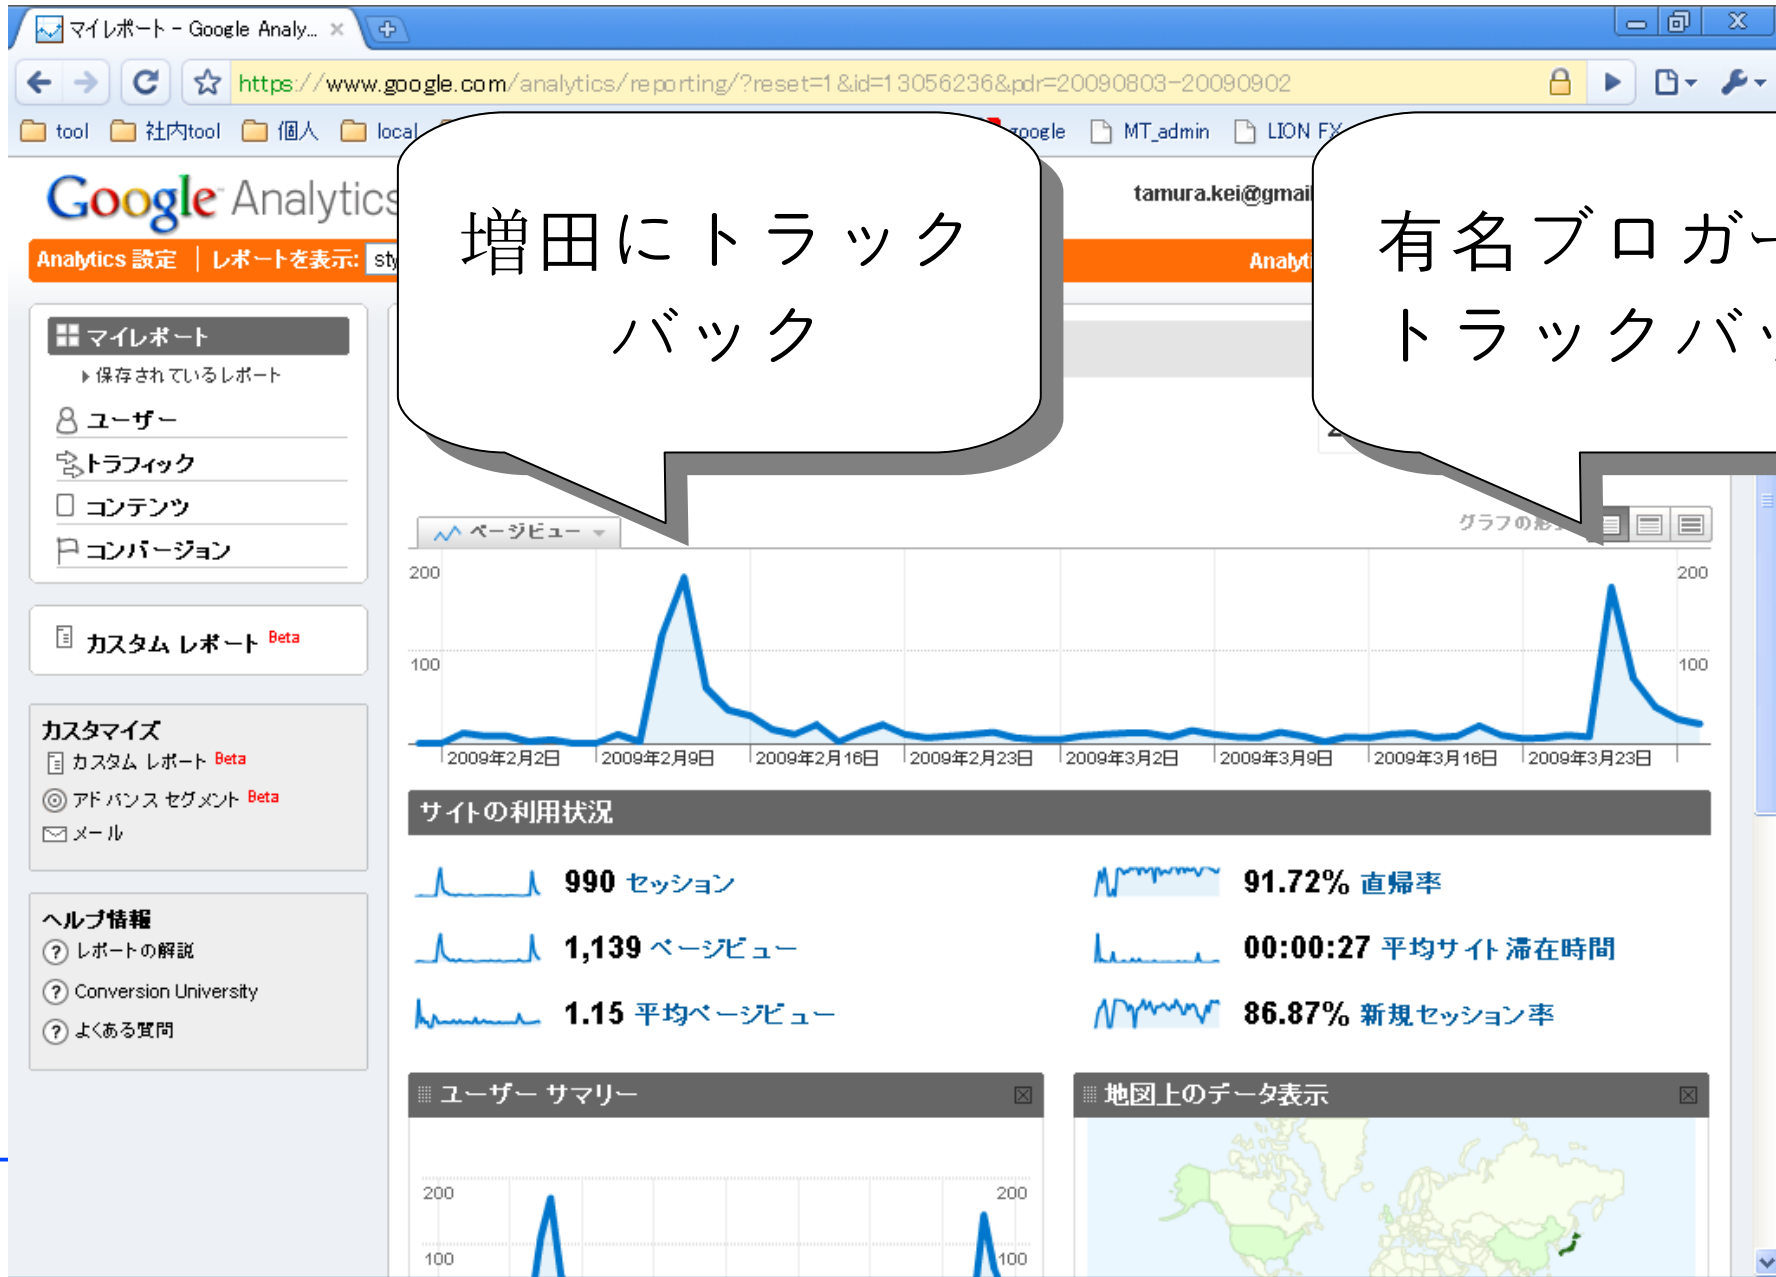 マイレポート - Google Analy...
https://www.google.com/analytics/reporting/?reset=1&id=13056236&pdr=20090803-20090902
tool 社内tool 個人 local google MT_admin LION FX
Google Analytics
tamura.kei@gmail
増田にトラック
バック
有名ブロガー
トラックバッ
Analytics 設定 | レポートを表示:
マイレポート
保存されているレポート
ユーザー
トラフィック
コンテンツ
コンバージョン
カスタム レポート Beta
カスタマイズ
カスタム レポート Beta
アドバンス セグメント Beta
メール
ヘルプ情報
レポートの解説
Conversion University
よくある質問
ページビュー
グラフの
200 200
100 100
2009年2月2日 2009年2月9日 2009年2月16日 2009年2月23日 2009年3月2日 2009年3月9日 2009年3月16日 2009年3月23日
サイトの利用状況
990 セッション
91.72% 直帰率
1,139 ページビュー
00:00:27 平均サイト滞在時間
1.15 平均ページビュー
86.87% 新規セッション率
ユーザー サマリー
地図上のデータ表示
200 200
100 100